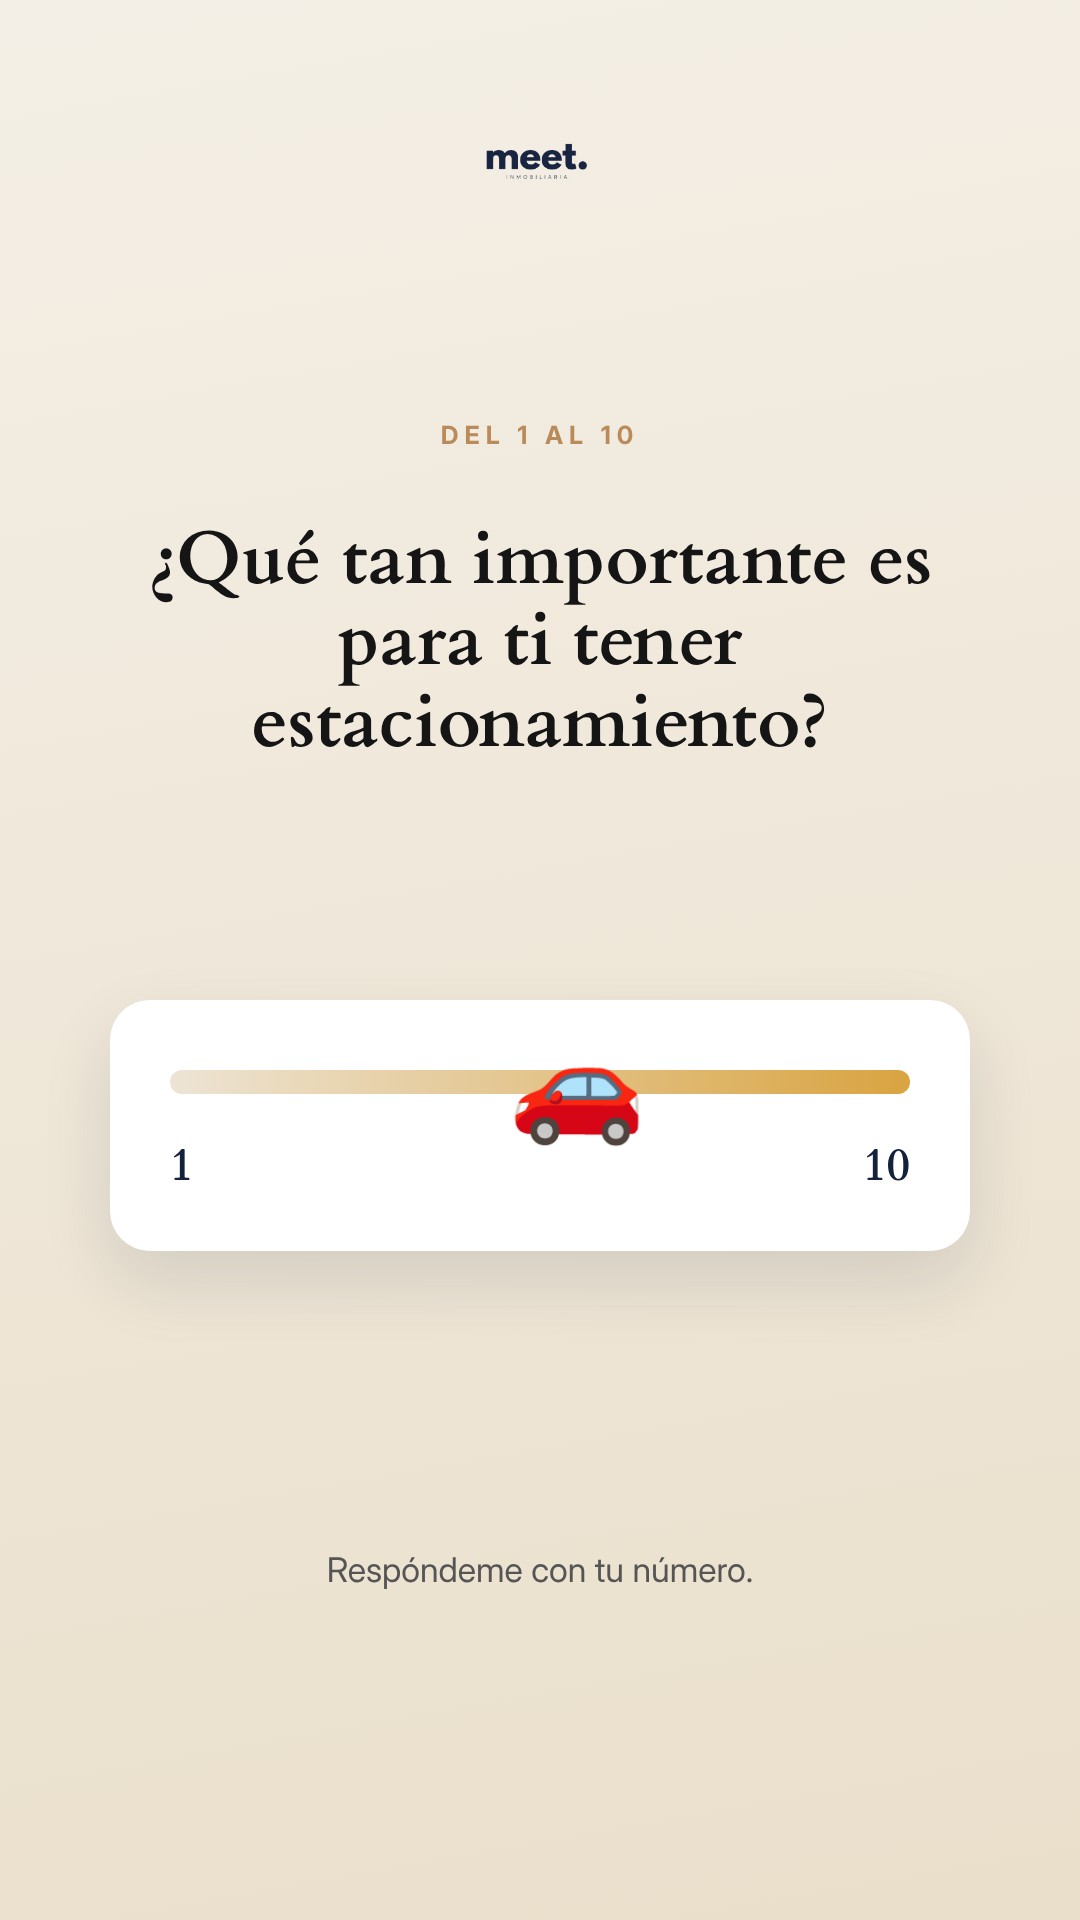 meet.
INMOBILIARIA
DEL 1 AL 10
¿Qué tan importante es
para ti tener
estacionamiento?
1
10
Respóndeme con tu número.